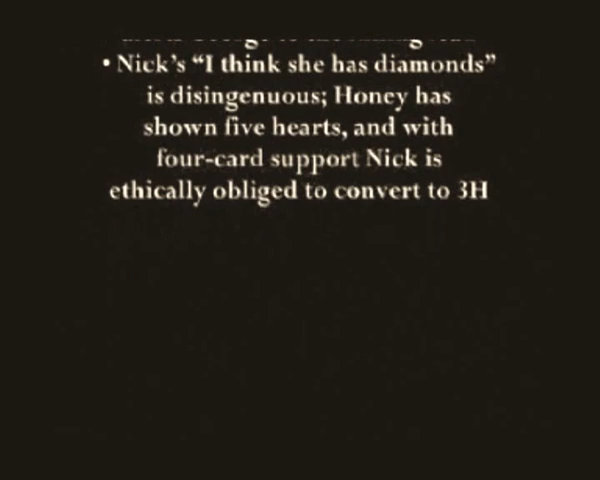 • Nick's “I think she has diamonds”
is disingenuous; Honey has
shown five hearts, and with
four-card support Nick is
ethically obliged to convert to 3H